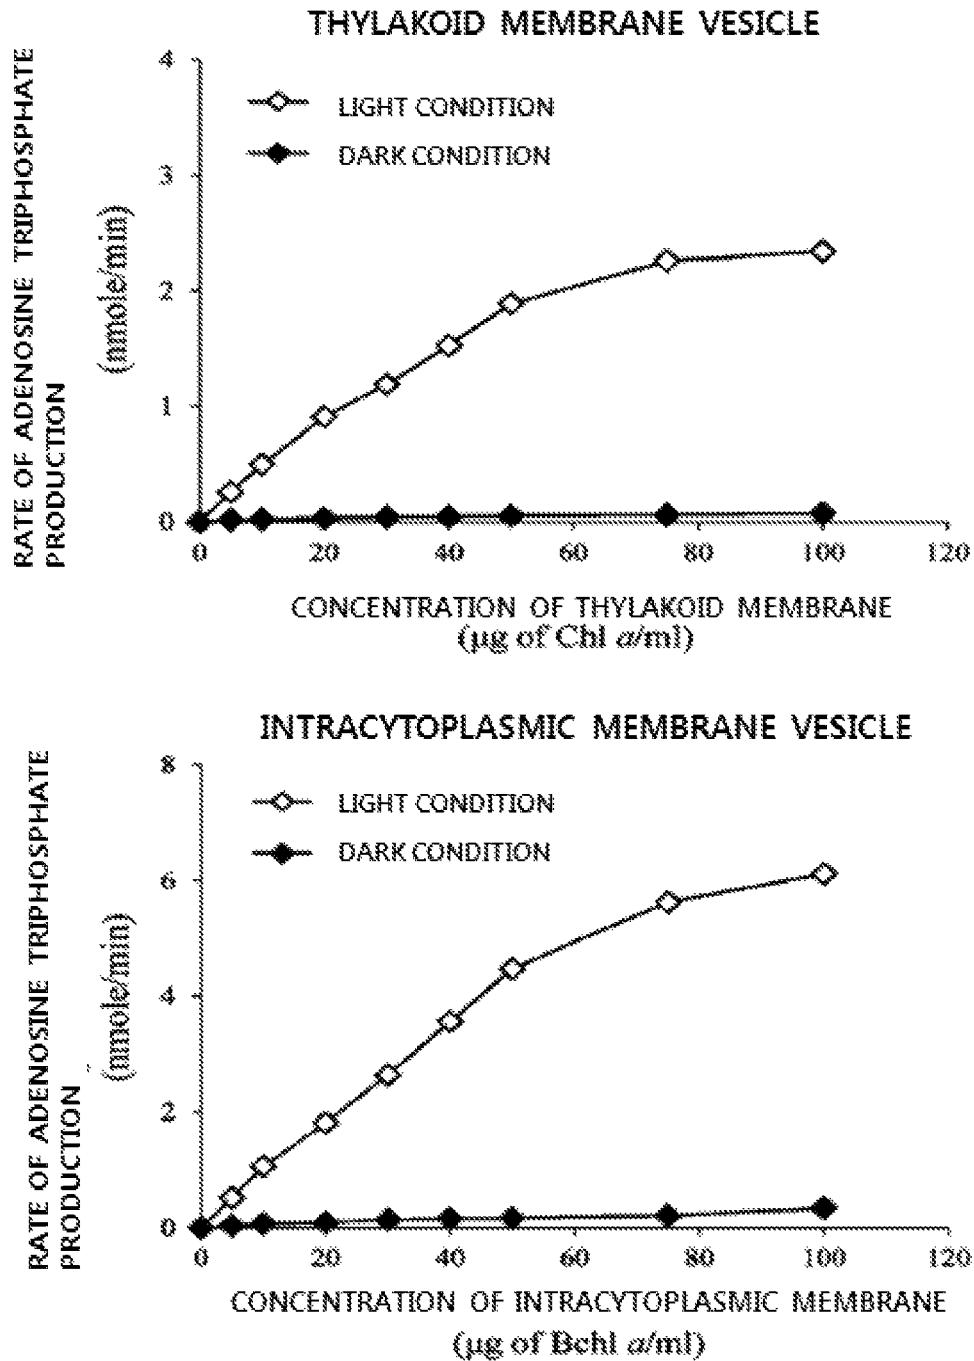 THYLAKOID MEMBRANE VESICLE
RATE OF ADENOSINE TRIPHOSPHATE
PRODUCTION
(nmole/min)
4
3
2
1
0
LIGHT CONDITION
DARK CONDITION
0 20 40 60 80 100 120
CONCENTRATION OF THYLAKOID MEMBRANE
(μg of Chl a/ml)
INTRACYTOPLASMIC MEMBRANE VESICLE
RATE OF ADENOSINE TRIPHOSPHATE
PRODUCTION
(nmole/min)
8
6
4
2
0
LIGHT CONDITION
DARK CONDITION
0 20 40 60 80 100 120
CONCENTRATION OF INTRACYTOPLASMIC MEMBRANE
(μg of Bchl a/ml)